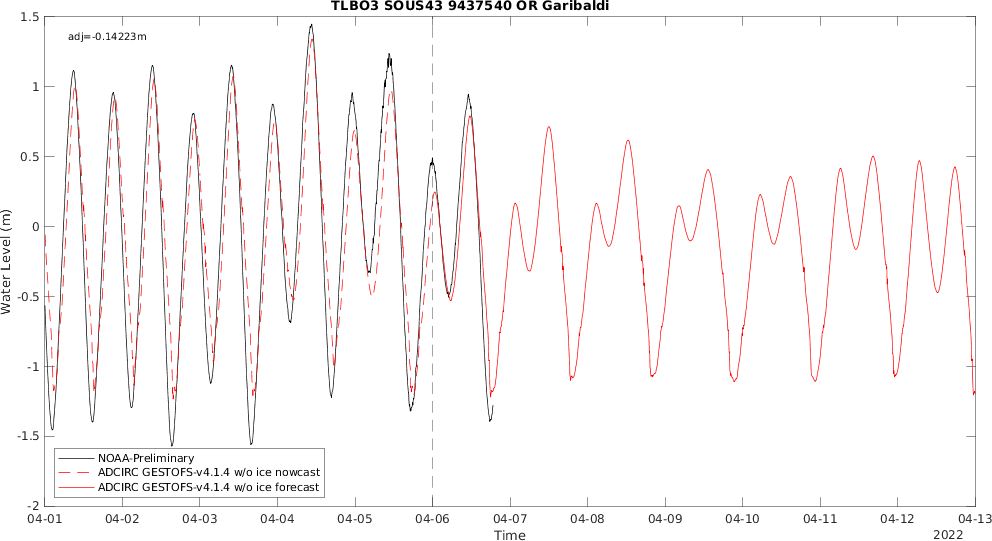 TLBO3 SOUS43 9437540 OR Garibaldi
adj=-0.14223m
1.5
1
0.5
0
-0.5
-1
-1.5
-2
Water Level (m)
NOAA-Preliminary
ADCIRC GESTOFS-v4.1.4 w/o ice nowcast
ADCIRC GESTOFS-v4.1.4 w/o ice forecast
04-01 04-02 04-03 04-04 04-05 04-06 04-07 04-08 04-09 04-10 04-11 04-12 04-13
Time
2022